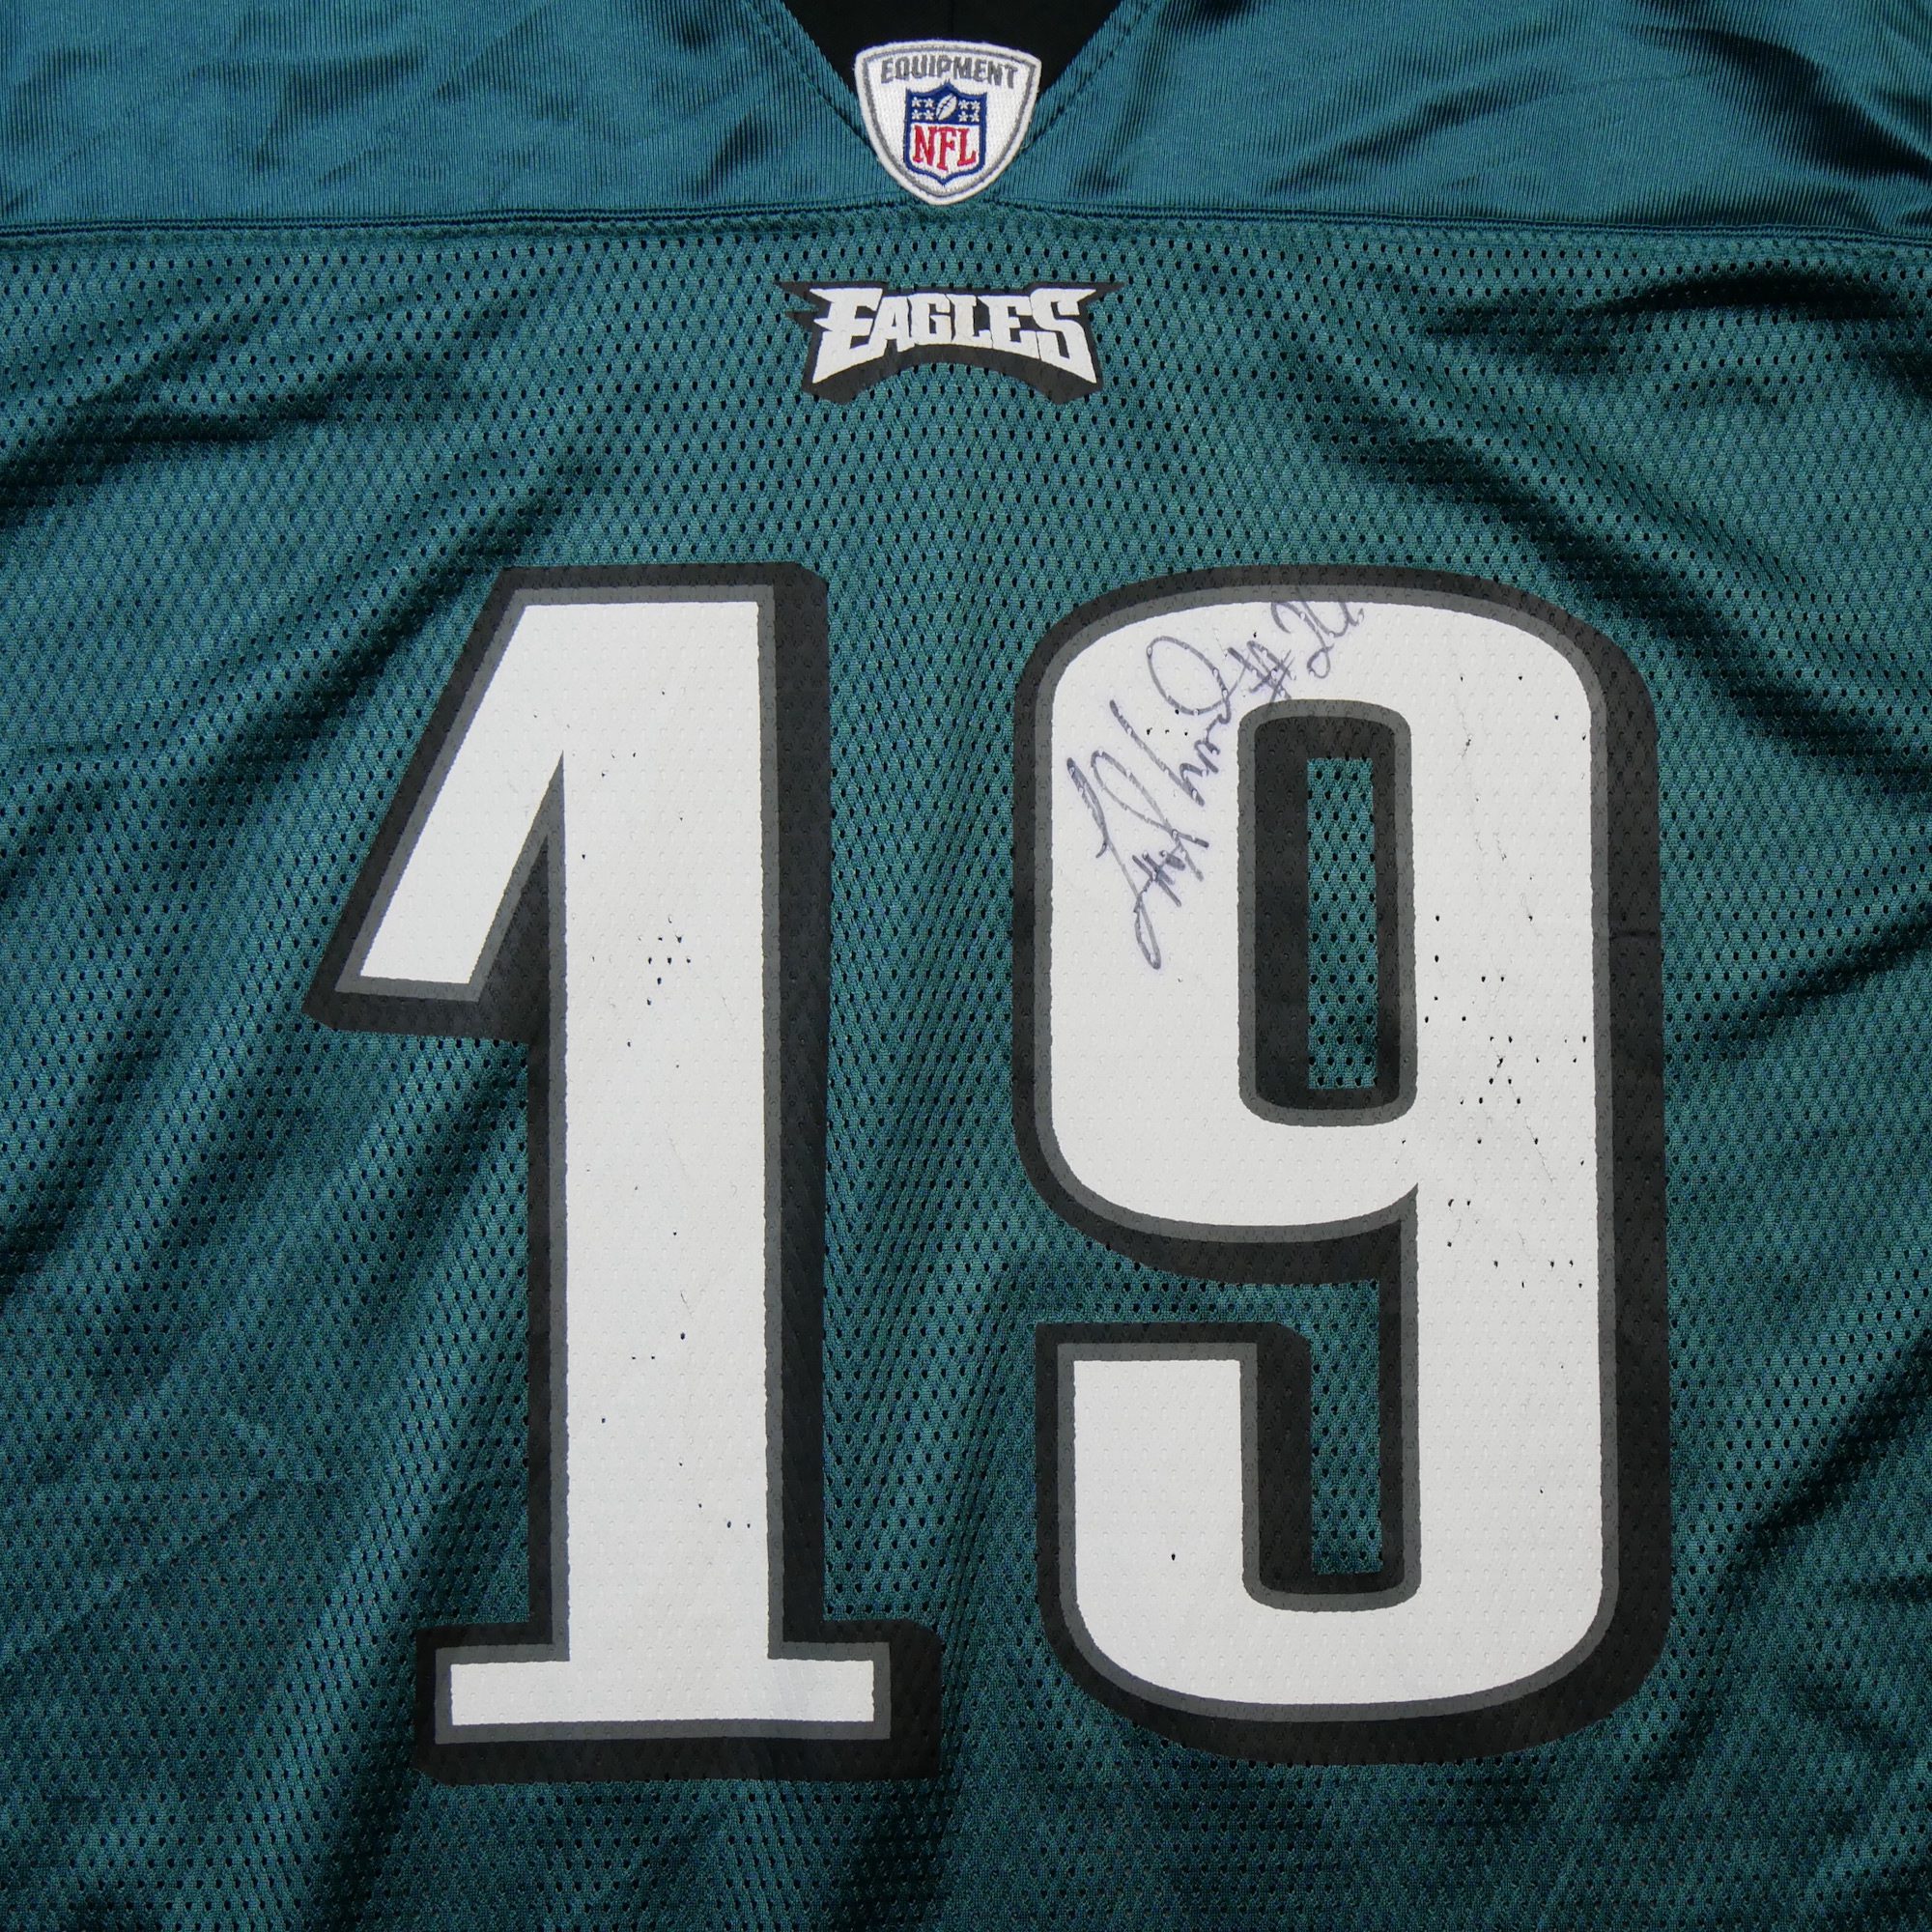 EQUIPMENT
NFL
EAGLES
19